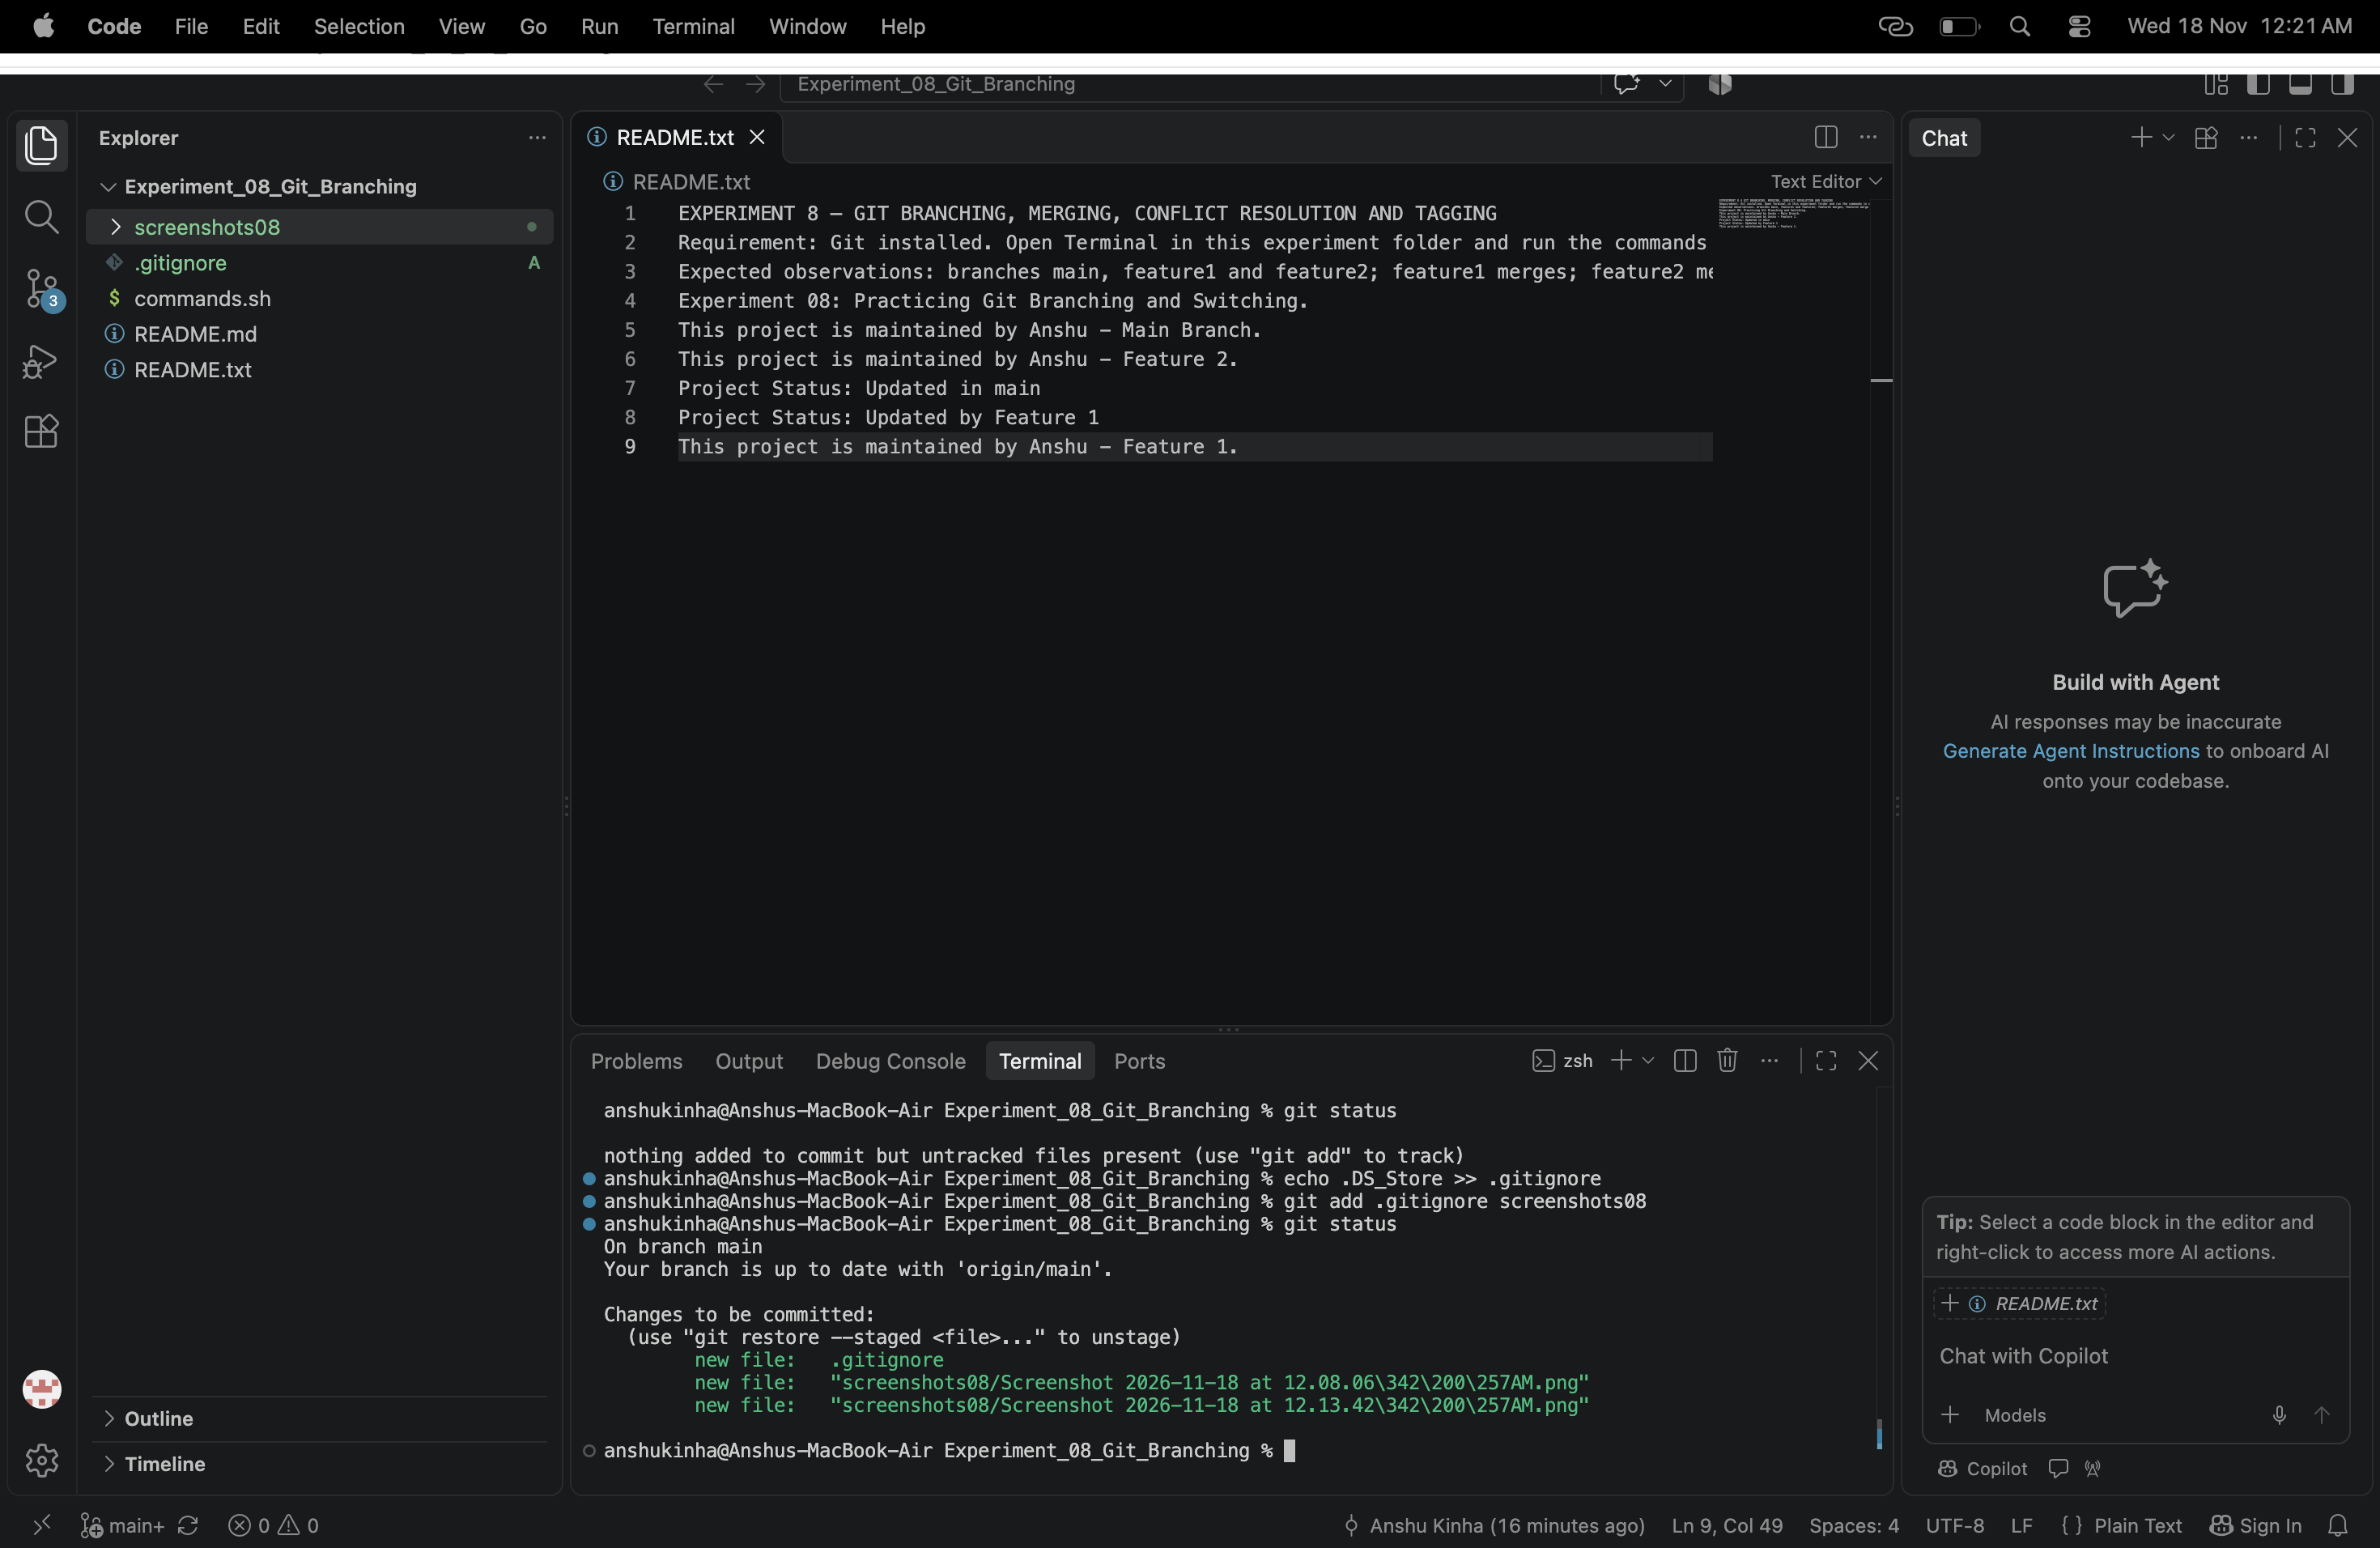 Code File Edit Selection View Go Run Terminal Window Help Wed 18 Nov 12:21 AM
Experiment_08_Git_Branching
Explorer
Experiment_08_Git_Branching
screenshots08
.gitignore A
$ commands.sh
README.md
README.txt
3
Outline
Timeline
README.txt
README.txt Text Editor
1 EXPERIMENT 8 – GIT BRANCHING, MERGING, CONFLICT RESOLUTION AND TAGGING
2 Requirement: Git installed. Open Terminal in this experiment folder and run the commands
3 Expected observations: branches main, feature1 and feature2; feature1 merges; feature2 me
4 Experiment 08: Practicing Git Branching and Switching.
5 This project is maintained by Anshu – Main Branch.
6 This project is maintained by Anshu – Feature 2.
7 Project Status: Updated in main
8 Project Status: Updated by Feature 1
9 This project is maintained by Anshu – Feature 1.
Problems Output Debug Console Terminal Ports zsh
anshukinha@Anshus-MacBook-Air Experiment_08_Git_Branching % git status
nothing added to commit but untracked files present (use "git add" to track)
anshukinha@Anshus-MacBook-Air Experiment_08_Git_Branching % echo .DS_Store >> .gitignore
anshukinha@Anshus-MacBook-Air Experiment_08_Git_Branching % git add .gitignore screenshots08
anshukinha@Anshus-MacBook-Air Experiment_08_Git_Branching % git status
On branch main
Your branch is up to date with 'origin/main'.
Changes to be committed:
(use "git restore --staged <file>..." to unstage)
new file: .gitignore
new file: "screenshots08/Screenshot 2026-11-18 at 12.08.06\342\200\257AM.png"
new file: "screenshots08/Screenshot 2026-11-18 at 12.13.42\342\200\257AM.png"
anshukinha@Anshus-MacBook-Air Experiment_08_Git_Branching %
Chat
Build with Agent
AI responses may be inaccurate
Generate Agent Instructions to onboard AI
onto your codebase.
Tip: Select a code block in the editor and
right-click to access more AI actions.
README.txt
Chat with Copilot
Models
Copilot
main+ 0 0 Anshu Kinha (16 minutes ago) Ln 9, Col 49 Spaces: 4 UTF-8 LF {} Plain Text Sign In